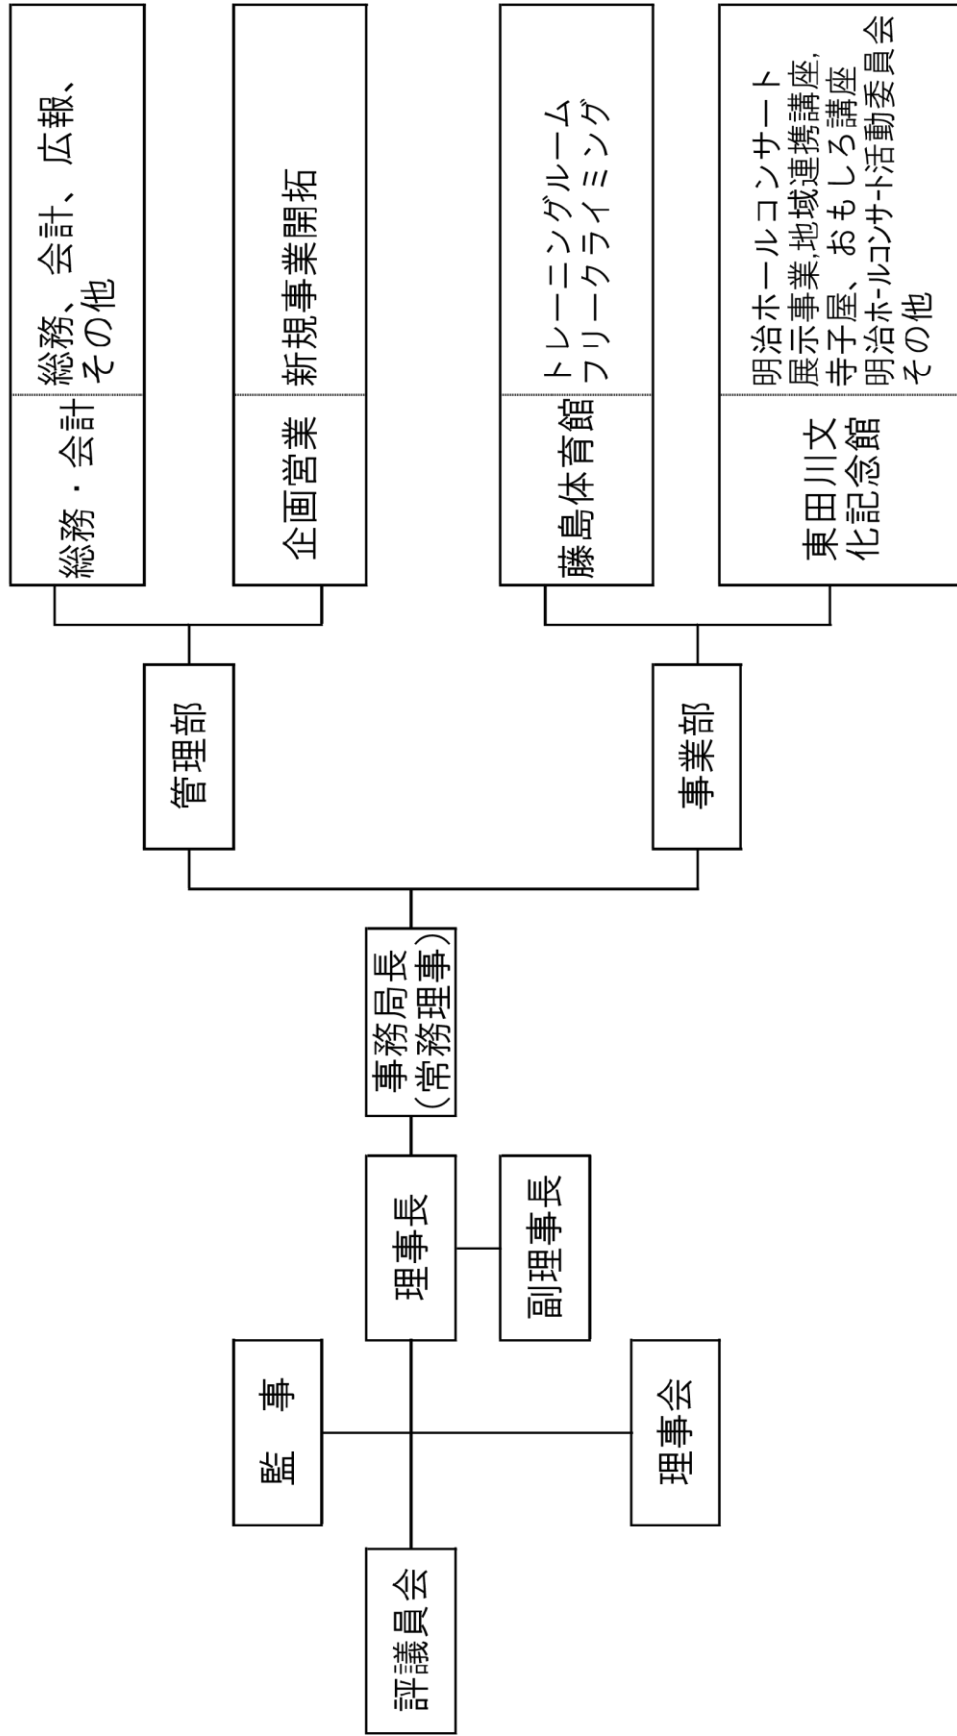 評議員会
監　事
理事会
理事長
副理事長
事務局長
(常務理事)
管理部
総務・会計
総務、会計、広報、
その他
企画営業
新規事業開拓
事業部
藤島体育館
トレーニングルーム
フリークライミング
東田川文
化記念館
明治ホールコンサート
展示事業,地域連携講座,
寺子屋、おもしろ講座
明治ホールコンサート活動委員会
その他